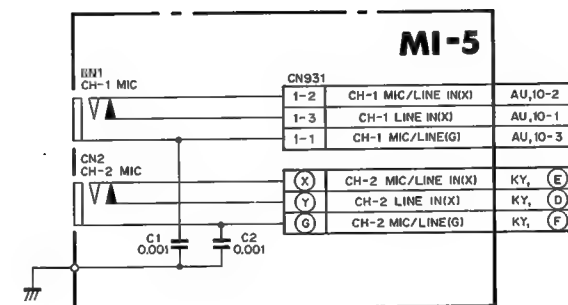 MI-5
CH-1 MIC
CN931
1-2 CH-1 MIC/LINE IN(X) AU,10-2
1-3 CH-1 LINE IN(X) AU,10-1
1-1 CH-1 MIC/LINE(G) AU,10-3
CN2
CH-2 MIC
X CH-2 MIC/LINE IN(X) KY, E
Y CH-2 LINE IN(X) KY, D
G CH-2 MIC/LINE(G) KY, F
C1
0.001
C2
0.001